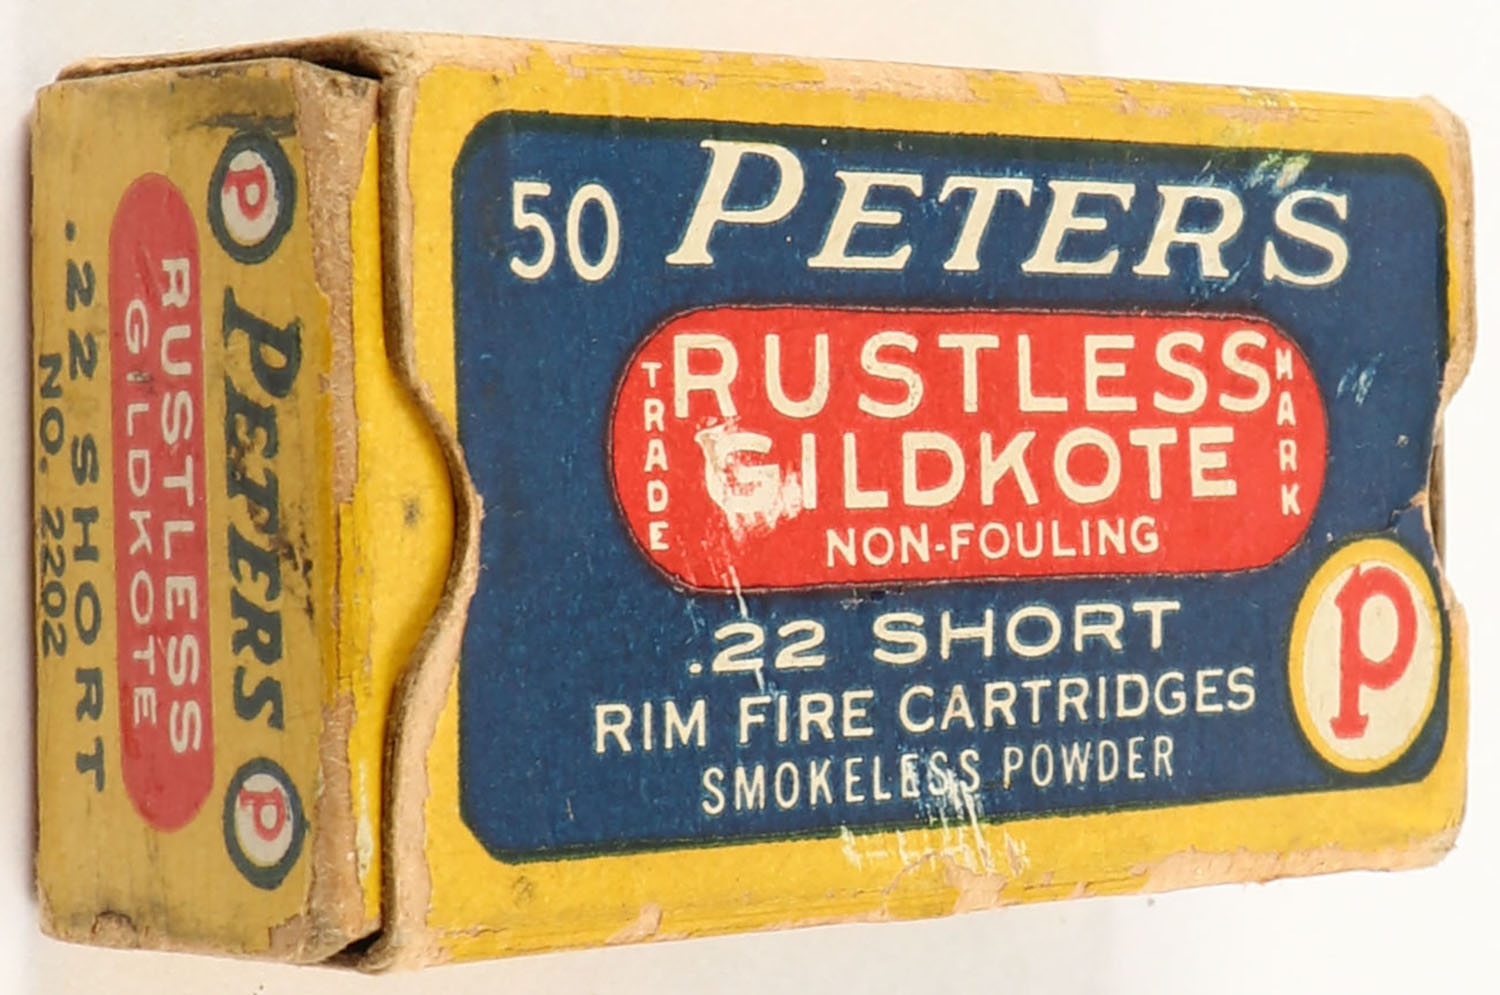 50 PETERS
TRADE MARK
RUSTLESS
GILDKOTE
NON-FOULING
.22 SHORT
RIM FIRE CARTRIDGES
SMOKELESS POWDER
P
P PETERS P
RUSTLESS
GILDKOTE
.22 SHORT
NO. 2202